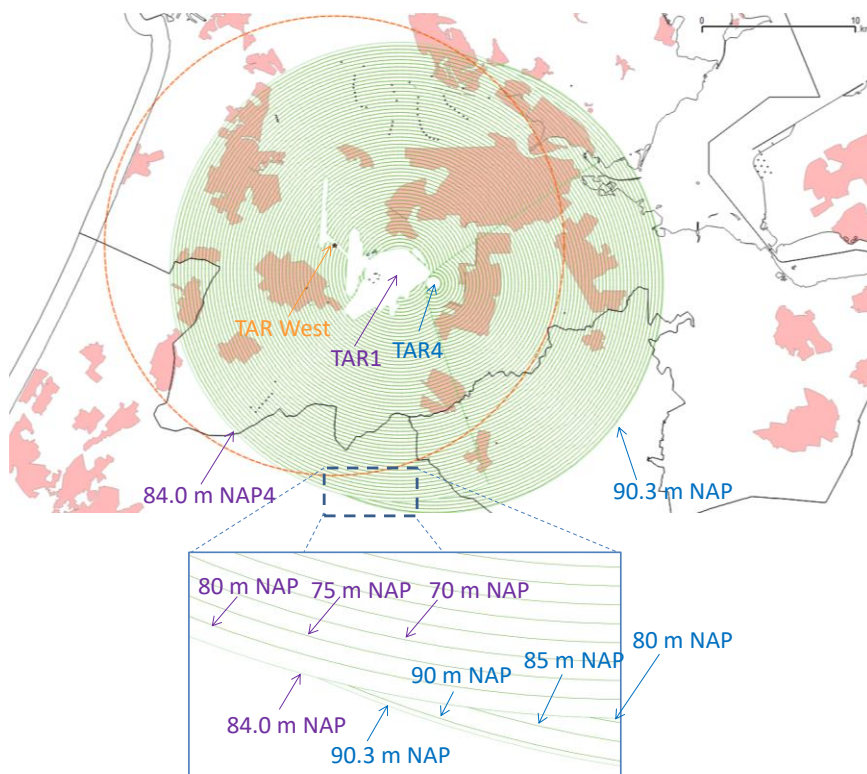 0 10
km
TAR West
TAR1 TAR4
84.0 m NAP4
90.3 m NAP
80 m NAP 75 m NAP 70 m NAP
80 m NAP
85 m NAP
90 m NAP
84.0 m NAP
90.3 m NAP